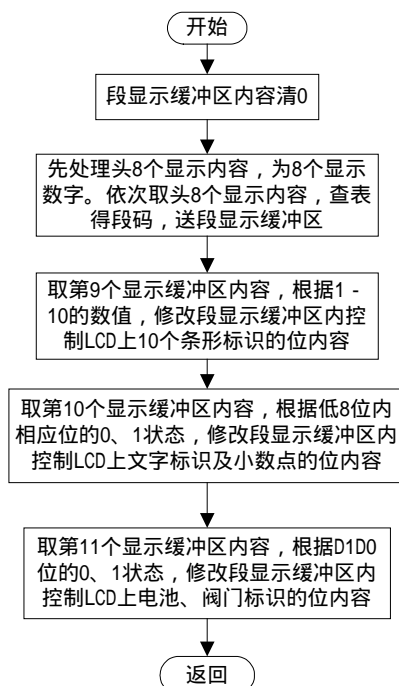 开始
段显示缓冲区内容清0
先处理头8个显示内容，为8个显示
数字。依次取头8个显示内容，查表
得段码，送段显示缓冲区
取第9个显示缓冲区内容，根据1-
10的数值，修改段显示缓冲区内控
制LCD上10个条形标识的位内容
取第10个显示缓冲区内容，根据低8位内
相应位的0、1状态，修改段显示缓冲区内
控制LCD上文字标识及小数点的位内容
取第11个显示缓冲区内容，根据D1D0
位的0、1状态，修改段显示缓冲区内
控制LCD上电池、阀门标识的位内容
返回